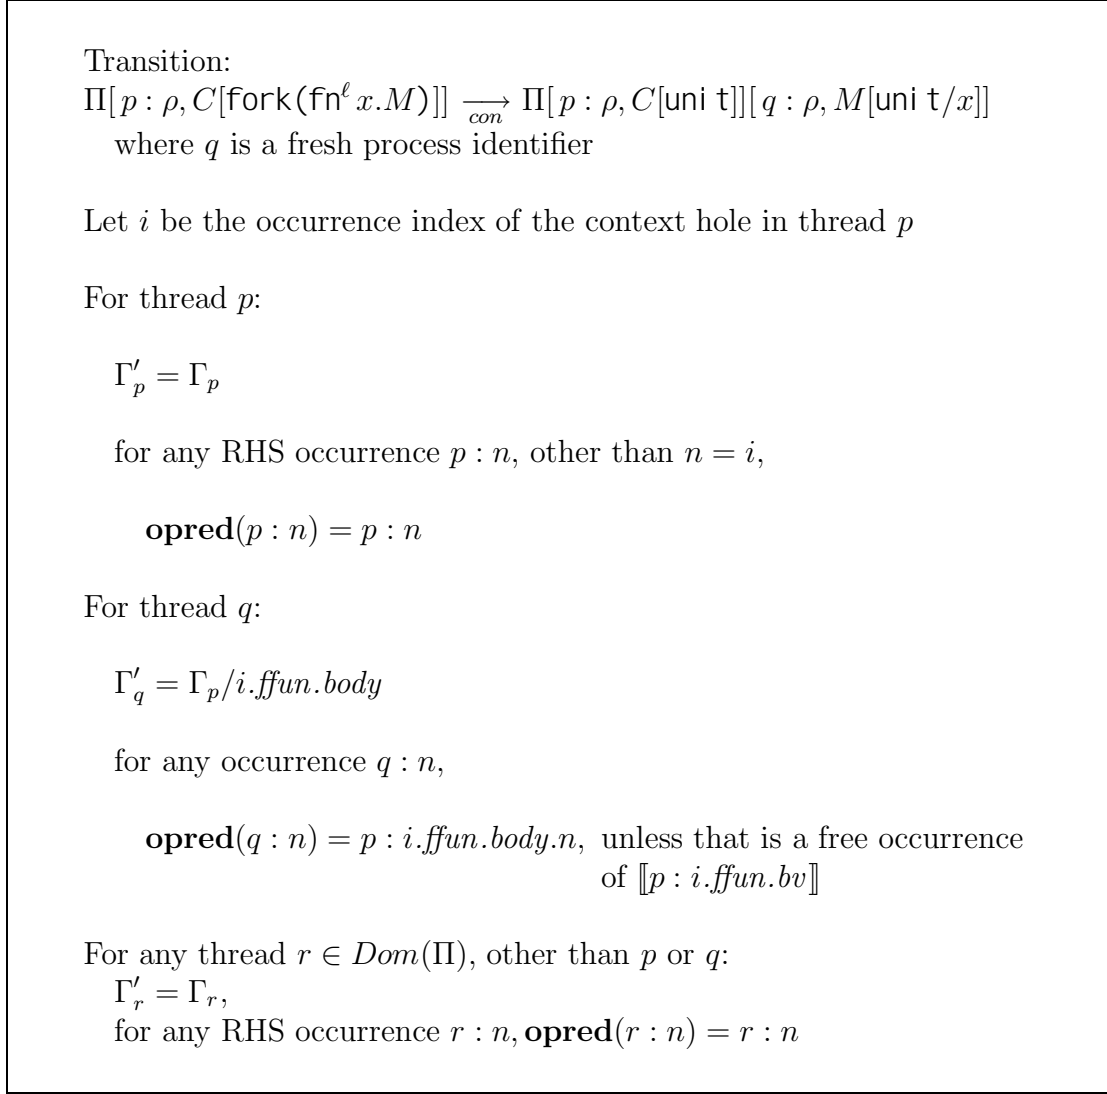 Transition:
Π[ p : ρ, C[fork(fn^ℓ x.M)]] ⟶_con Π[ p : ρ, C[unit]][ q : ρ, M[unit/x]]
where q is a fresh process identifier
Let i be the occurrence index of the context hole in thread p
For thread p:
Γ′_p = Γ_p
for any RHS occurrence p : n, other than n = i,
opred(p : n) = p : n
For thread q:
Γ′_q = Γ_p/i.ffun.body
for any occurrence q : n,
opred(q : n) = p : i.ffun.body.n, unless that is a free occurrence
of ⟦p : i.ffun.bv⟧
For any thread r ∈ Dom(Π), other than p or q:
Γ′_r = Γ_r,
for any RHS occurrence r : n, opred(r : n) = r : n